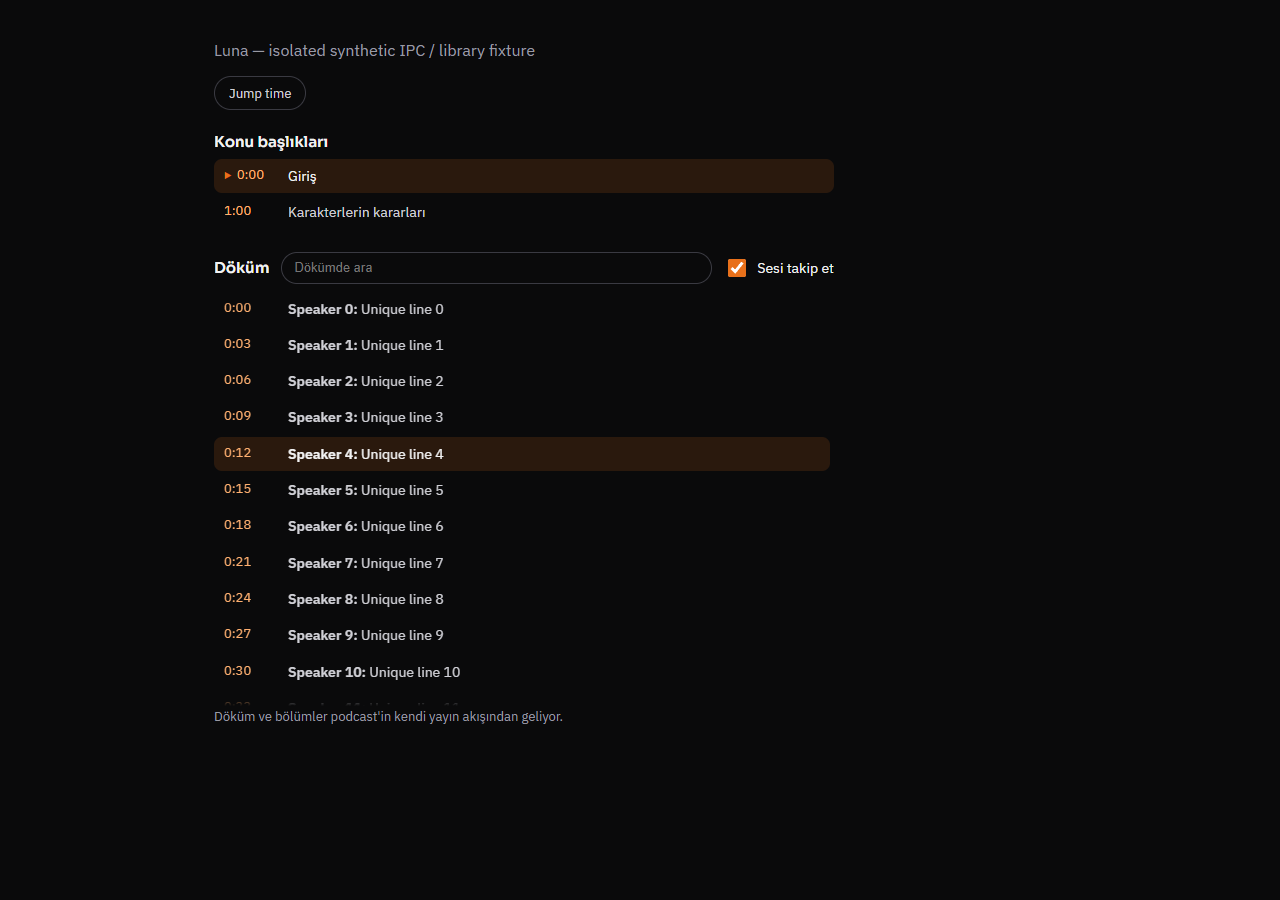 Luna — isolated synthetic IPC / library fixture
Jump time
Konu başlıkları
▶ 0:00 Giriş
1:00 Karakterlerin kararları
Döküm Dökümde ara Sesi takip et
0:00 Speaker 0: Unique line 0
0:03 Speaker 1: Unique line 1
0:06 Speaker 2: Unique line 2
0:09 Speaker 3: Unique line 3
0:12 Speaker 4: Unique line 4
0:15 Speaker 5: Unique line 5
0:18 Speaker 6: Unique line 6
0:21 Speaker 7: Unique line 7
0:24 Speaker 8: Unique line 8
0:27 Speaker 9: Unique line 9
0:30 Speaker 10: Unique line 10
Döküm ve bölümler podcast'in kendi yayın akışından geliyor.